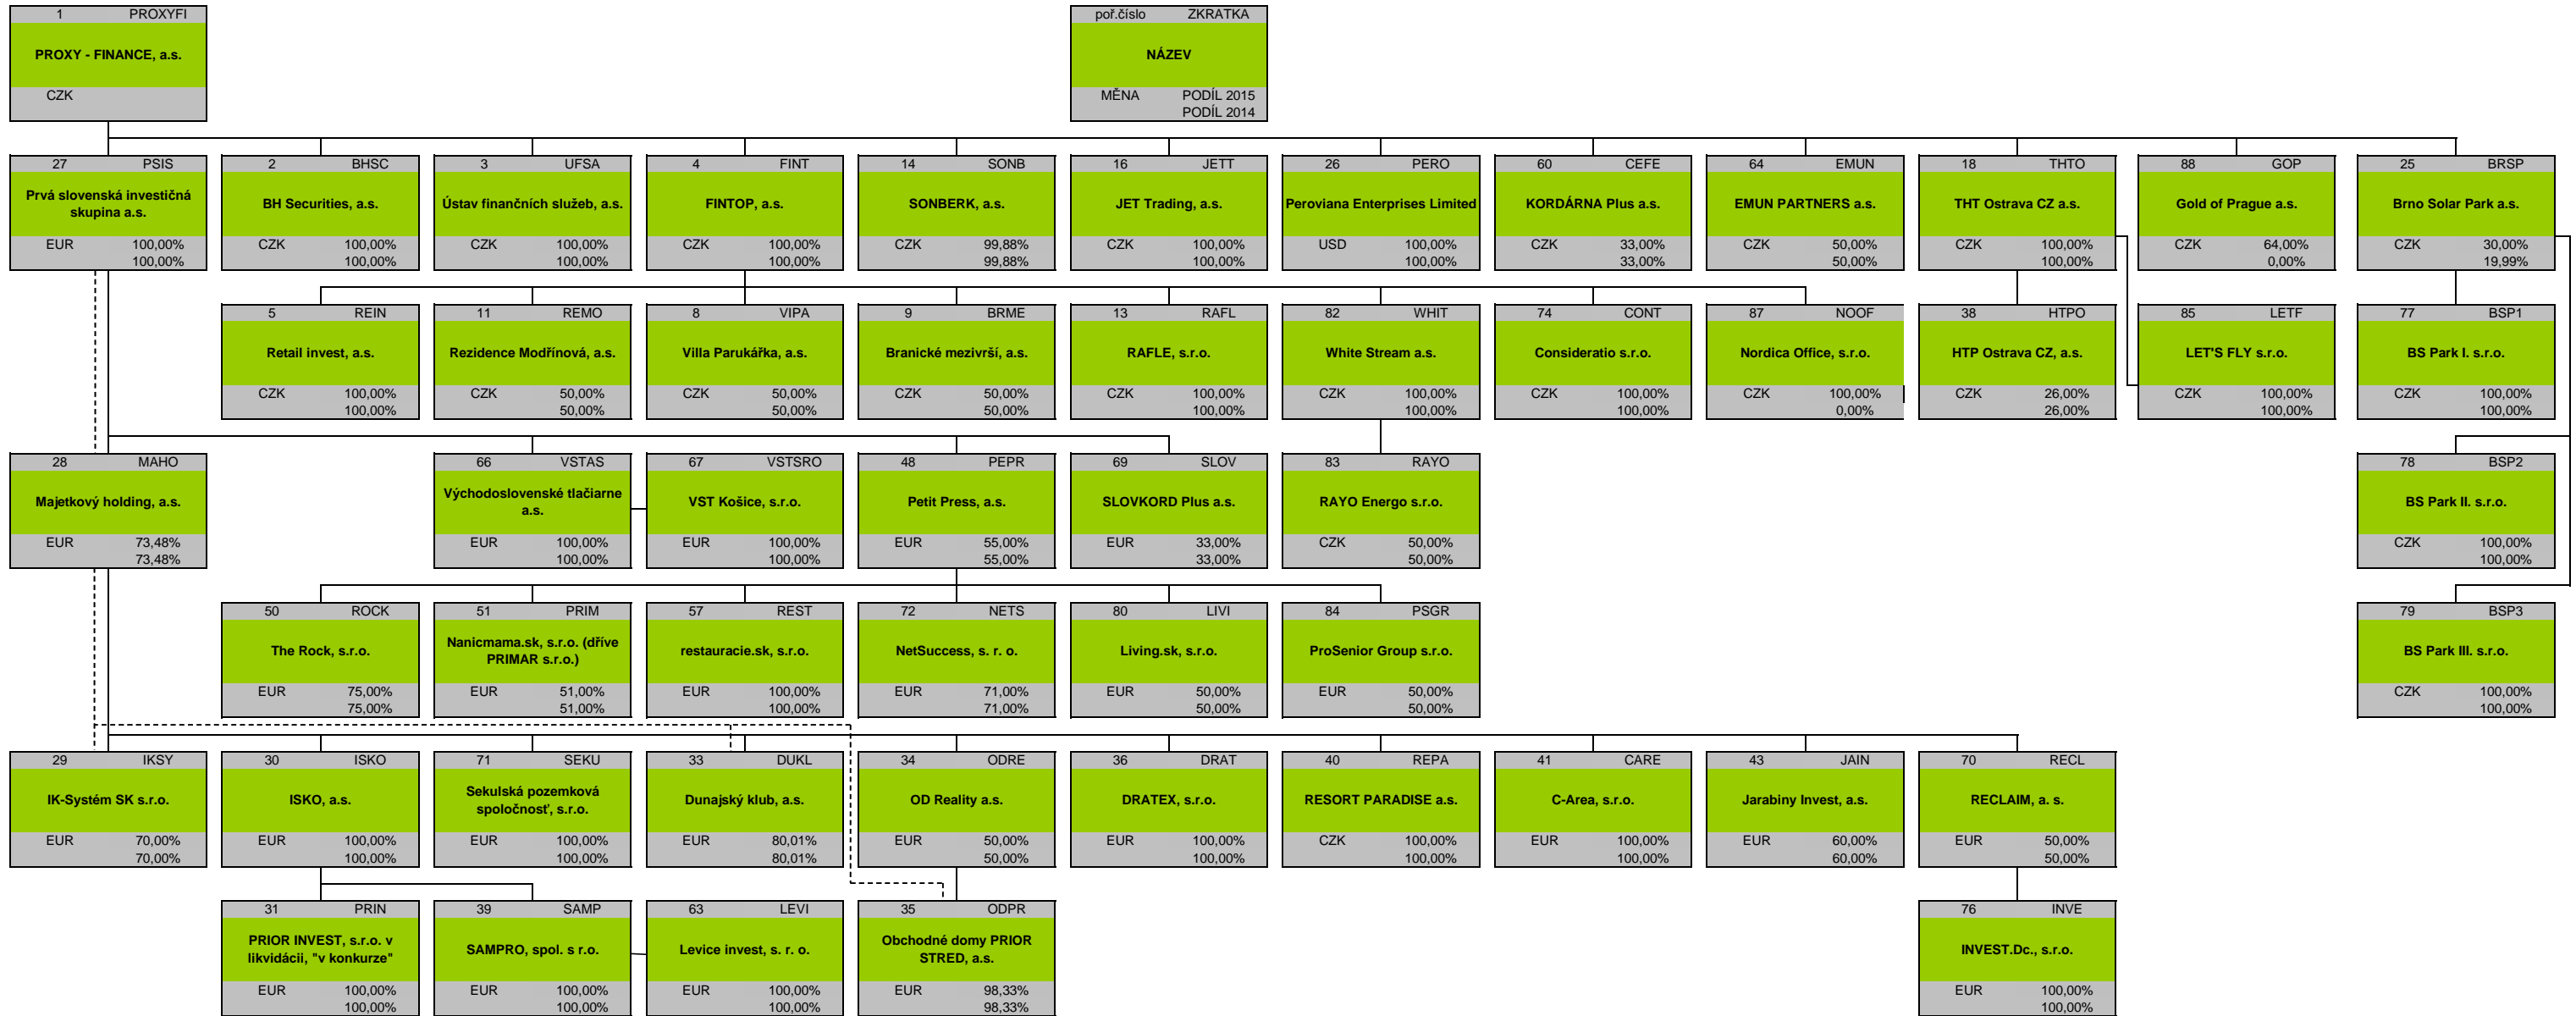 1 PROXYFI
PROXY - FINANCE, a.s.
CZK
poř.číslo ZKRATKA
NÁZEV
MĚNA PODÍL 2015
PODÍL 2014
27 PSIS
Prvá slovenská investičná
skupina a.s.
EUR 100,00%
100,00%
2 BHSC
BH Securities, a.s.
CZK 100,00%
100,00%
3 UFSA
Ústav finančních služeb, a.s.
CZK 100,00%
100,00%
4 FINT
FINTOP, a.s.
CZK 100,00%
100,00%
14 SONB
SONBERK, a.s.
CZK 99,88%
99,88%
16 JETT
JET Trading, a.s.
CZK 100,00%
100,00%
26 PERO
Peroviana Enterprises Limited
USD 100,00%
100,00%
60 CEFE
KORDÁRNA Plus a.s.
CZK 33,00%
33,00%
64 EMUN
EMUN PARTNERS a.s.
CZK 50,00%
50,00%
18 THTO
THT Ostrava CZ a.s.
CZK 100,00%
100,00%
88 GOP
Gold of Prague a.s.
CZK 64,00%
0,00%
25 BRSP
Brno Solar Park a.s.
CZK 30,00%
19,99%
5 REIN
Retail invest, a.s.
CZK 100,00%
100,00%
11 REMO
Rezidence Modřínová, a.s.
CZK 50,00%
50,00%
8 VIPA
Villa Parukářka, a.s.
CZK 50,00%
50,00%
9 BRME
Branické mezivrší, a.s.
CZK 50,00%
50,00%
13 RAFL
RAFLE, s.r.o.
CZK 100,00%
100,00%
82 WHIT
White Stream a.s.
CZK 100,00%
100,00%
74 CONT
Consideratio s.r.o.
CZK 100,00%
100,00%
87 NOOF
Nordica Office, s.r.o.
CZK 100,00%
0,00%
38 HTPO
HTP Ostrava CZ, a.s.
CZK 26,00%
26,00%
85 LETF
LET'S FLY s.r.o.
CZK 100,00%
100,00%
77 BSP1
BS Park I. s.r.o.
CZK 100,00%
100,00%
28 MAHO
Majetkový holding, a.s.
EUR 73,48%
73,48%
66 VSTAS
Východoslovenské tlačiarne
a.s.
EUR 100,00%
100,00%
67 VSTSRO
VST Košice, s.r.o.
EUR 100,00%
100,00%
48 PEPR
Petit Press, a.s.
EUR 55,00%
55,00%
69 SLOV
SLOVKORD Plus a.s.
EUR 33,00%
33,00%
83 RAYO
RAYO Energo s.r.o.
CZK 50,00%
50,00%
78 BSP2
BS Park II. s.r.o.
CZK 100,00%
100,00%
50 ROCK
The Rock, s.r.o.
EUR 75,00%
75,00%
51 PRIM
Nanicmama.sk, s.r.o. (dříve
PRIMAR s.r.o.)
EUR 51,00%
51,00%
57 REST
restauracie.sk, s.r.o.
EUR 100,00%
100,00%
72 NETS
NetSuccess, s. r. o.
EUR 71,00%
71,00%
80 LIVI
Living.sk, s.r.o.
EUR 50,00%
50,00%
84 PSGR
ProSenior Group s.r.o.
EUR 50,00%
50,00%
79 BSP3
BS Park III. s.r.o.
CZK 100,00%
100,00%
29 IKSY
IK-Systém SK s.r.o.
EUR 70,00%
70,00%
30 ISKO
ISKO, a.s.
EUR 100,00%
100,00%
71 SEKU
Sekulská pozemková
spoločnosť, s.r.o.
EUR 100,00%
100,00%
33 DUKL
Dunajský klub, a.s.
EUR 80,01%
80,01%
34 ODRE
OD Reality a.s.
EUR 50,00%
50,00%
36 DRAT
DRATEX, s.r.o.
EUR 100,00%
100,00%
40 REPA
RESORT PARADISE a.s.
CZK 100,00%
100,00%
41 CARE
C-Area, s.r.o.
EUR 100,00%
100,00%
43 JAIN
Jarabiny Invest, a.s.
EUR 60,00%
60,00%
70 RECL
RECLAIM, a. s.
EUR 50,00%
50,00%
31 PRIN
PRIOR INVEST, s.r.o. v
likvidácii, "v konkurze"
EUR 100,00%
100,00%
39 SAMP
SAMPRO, spol. s r.o.
EUR 100,00%
100,00%
63 LEVI
Levice invest, s. r. o.
EUR 100,00%
100,00%
35 ODPR
Obchodné domy PRIOR
STRED, a.s.
EUR 98,33%
98,33%
76 INVE
INVEST.Dc., s.r.o.
EUR 100,00%
100,00%